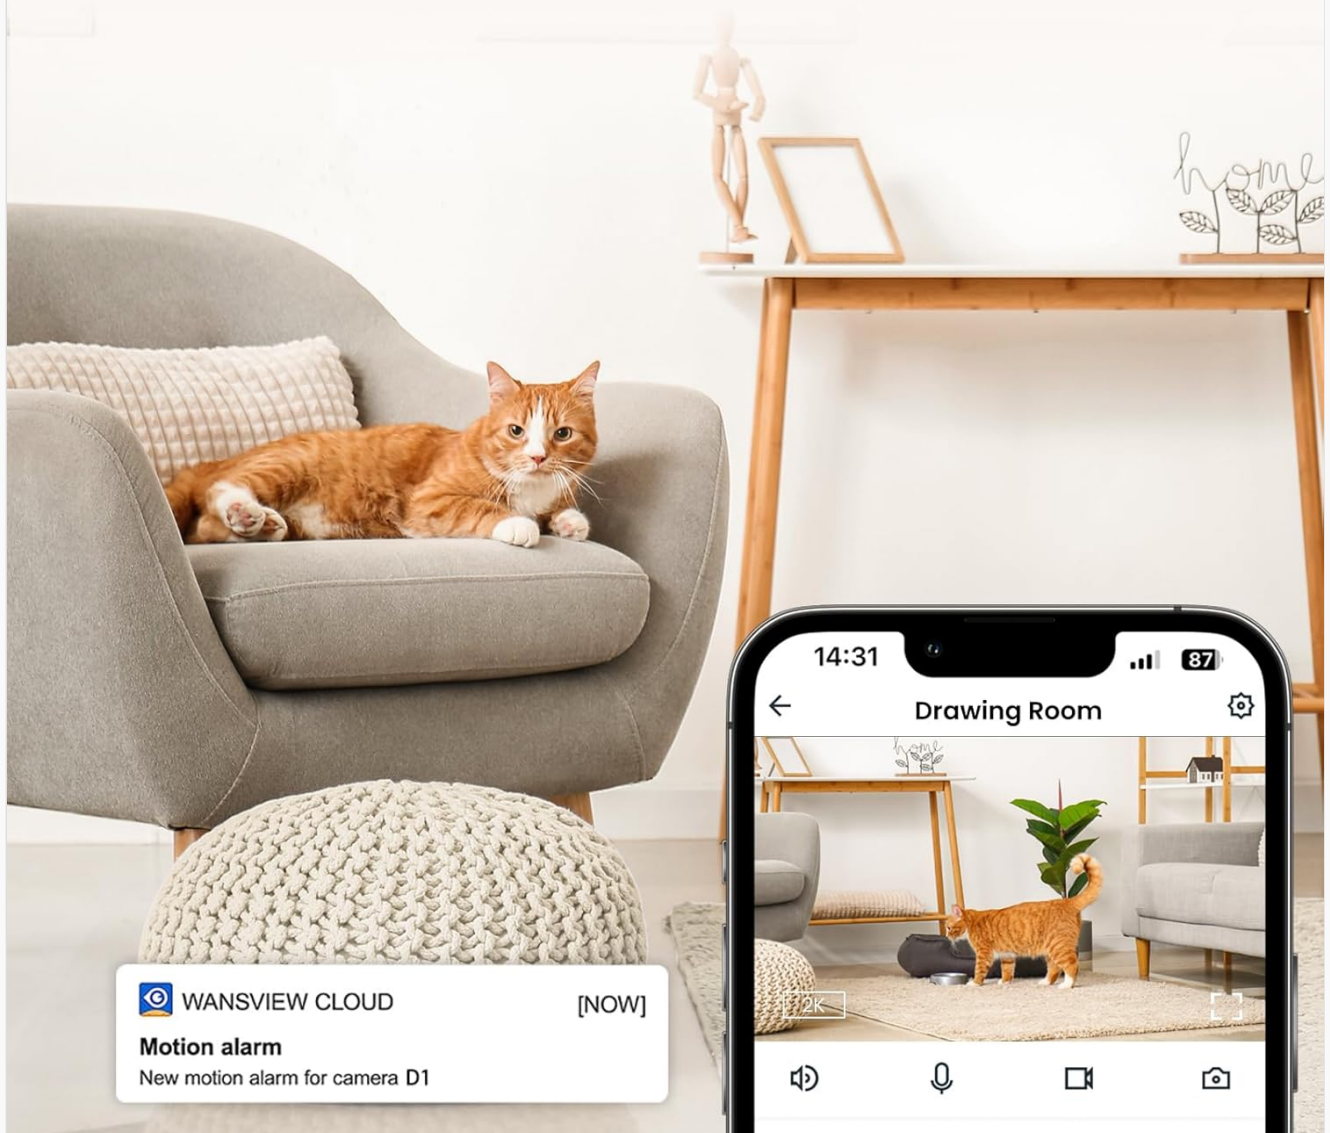 home
14:31
87
Drawing Room
home
2K
WANSVIEW CLOUD [NOW]
Motion alarm
New motion alarm for camera D1